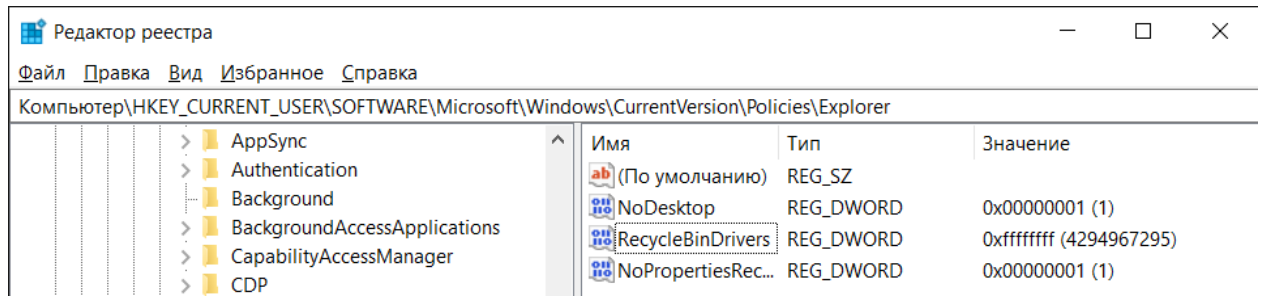 Редактор реестра
Файл Правка Вид Избранное Справка
Компьютер\HKEY_CURRENT_USER\SOFTWARE\Microsoft\Windows\CurrentVersion\Policies\Explorer
AppSync
Authentication
Background
BackgroundAccessApplications
CapabilityAccessManager
CDP
Имя Тип Значение
ab (По умолчанию) REG_SZ
NoDesktop REG_DWORD 0x00000001 (1)
RecycleBinDrivers REG_DWORD 0xffffffff (4294967295)
NoPropertiesRec... REG_DWORD 0x00000001 (1)